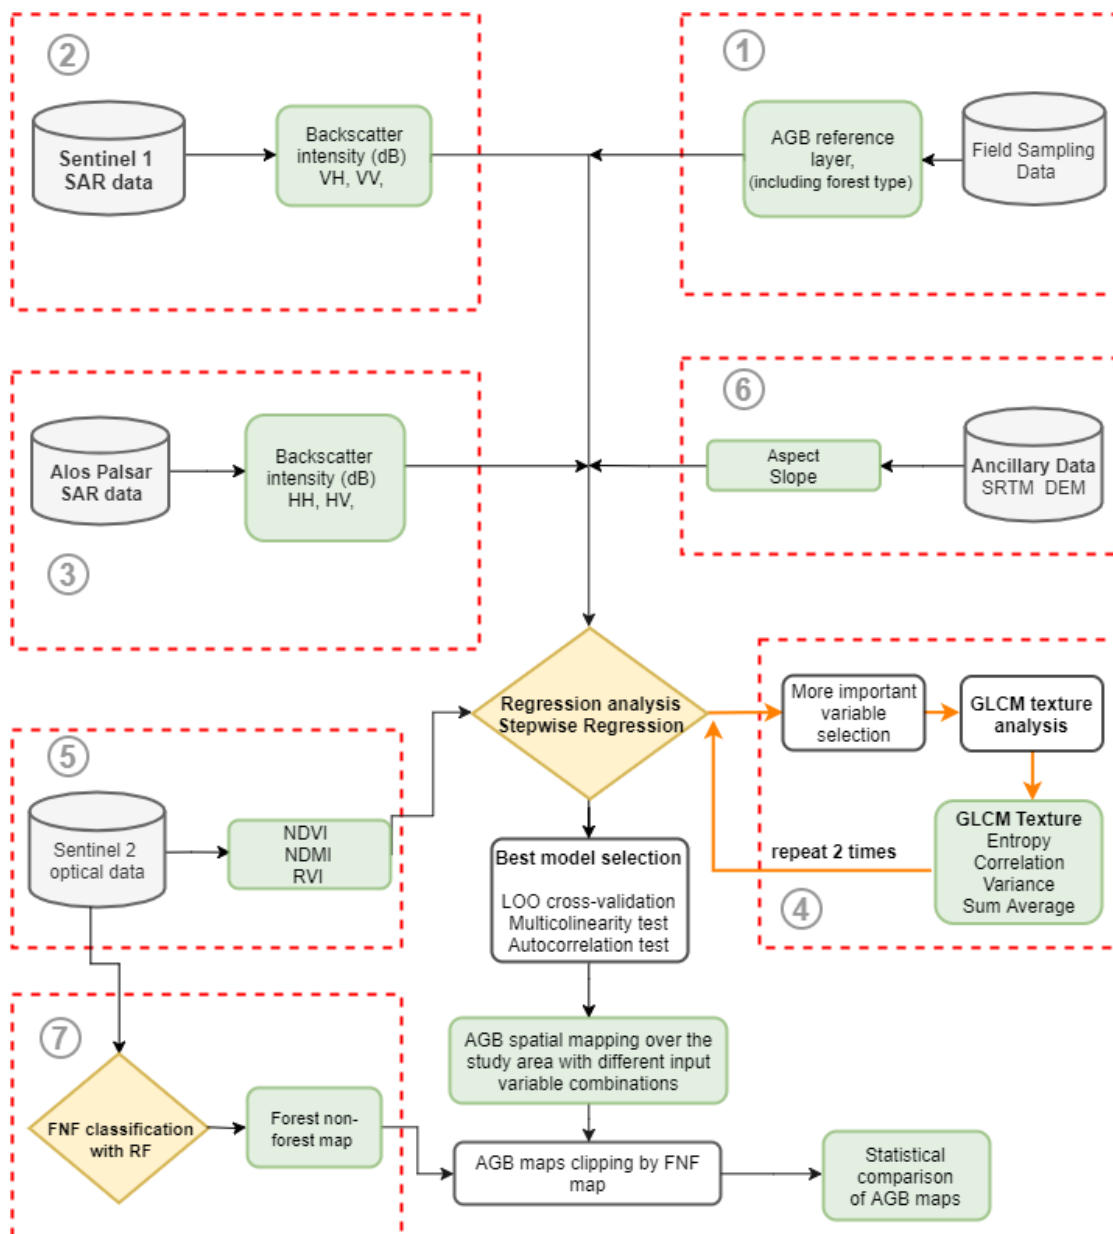 2
Sentinel 1
SAR data
Backscatter
intensity (dB)
VH, VV,
1
AGB reference
layer,
(including forest type)
Field Sampling
Data
Alos Palsar
SAR data
Backscatter
intensity (dB)
HH, HV,
3
6
Aspect
Slope
Ancillary Data
SRTM DEM
Regression analysis
Stepwise Regression
More important
variable
selection
GLCM texture
analysis
GLCM Texture
Entropy
Correlation
Variance
Sum Average
repeat 2 times
4
5
Sentinel 2
optical data
NDVI
NDMI
RVI
Best model selection
LOO cross-validation
Multicolinearity test
Autocorrelation test
AGB spatial mapping over the
study area with different input
variable combinations
7
FNF classification
with RF
Forest non-
forest map
AGB maps clipping by FNF
map
Statistical
comparison
of AGB maps